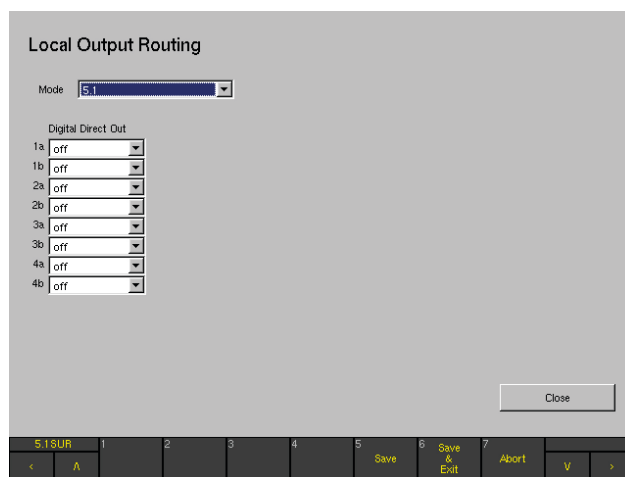 Local Output Routing
Mode 5.1
Digital Direct Out
1a off
1b off
2a off
2b off
3a off
3b off
4a off
4b off
Close
5.1SUR 1 2 3 4 5 6 7
Save
Save
&
Exit
Abort
< Λ V >